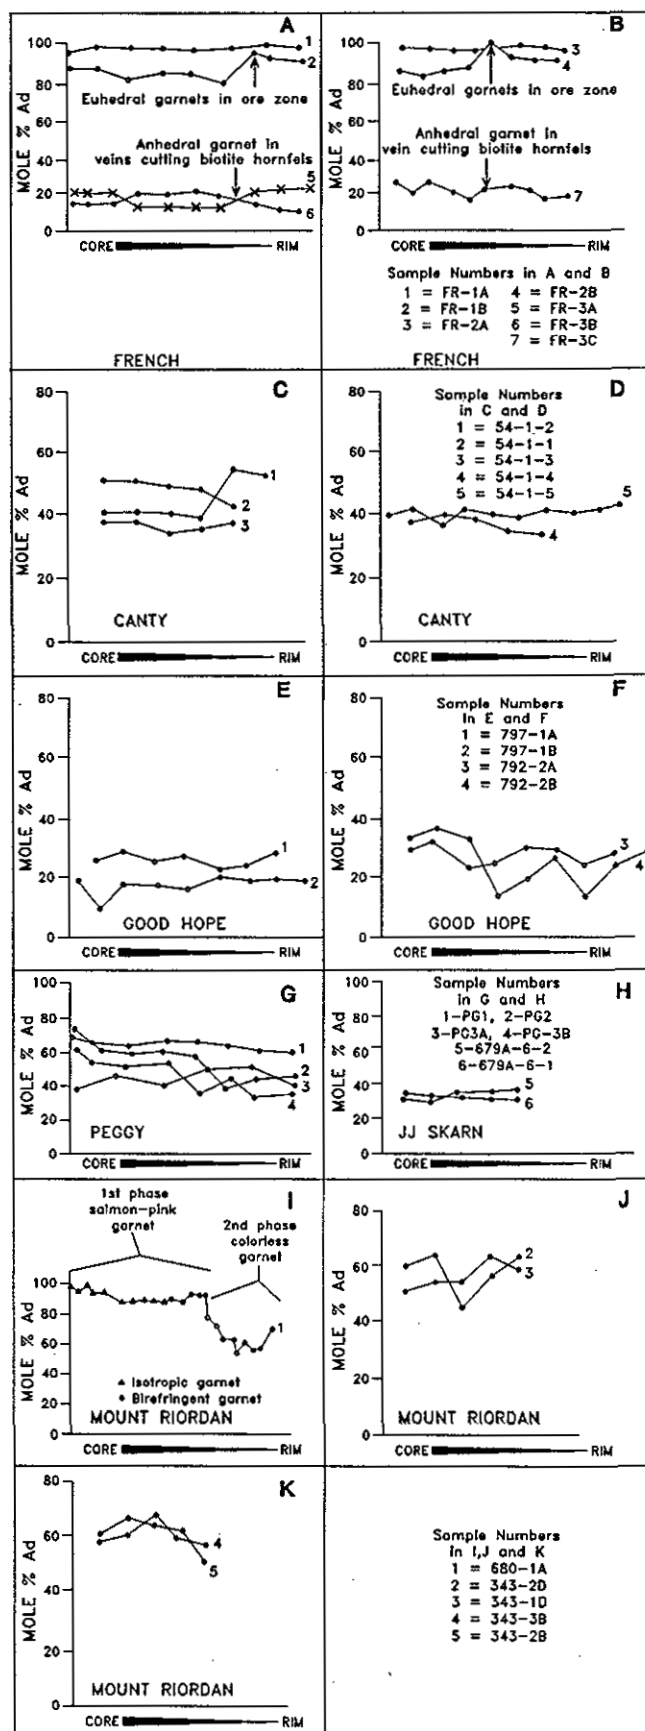 A
MOLE % Ad
100
80
60
40
20
0
1
2
Euhedral garnets in ore zone
Anhedral garnet in
veins cutting biotite hornfels
5
6
CORE RIM
FRENCH
B
MOLE % Ad
100
80
60
40
20
0
3
4
Euhedral garnets in ore zone
Anhedral garnet in
vein cutting biotite hornfels
7
CORE RIM
Sample Numbers in A and B
1 = FR-1A 4 = FR-2B
2 = FR-1B 5 = FR-3A
3 = FR-2A 6 = FR-3B
7 = FR-3C
FRENCH
C
MOLE % Ad
80
60
40
20
0
1
2
3
CANTY
CORE RIM
D
MOLE % Ad
80
60
40
20
0
Sample Numbers
in C and D
1 = 54-1-2
2 = 54-1-1
3 = 54-1-3
4 = 54-1-4
5 = 54-1-5
5
4
CANTY
CORE RIM
E
MOLE % Ad
80
60
40
20
0
1
2
GOOD HOPE
CORE RIM
F
MOLE % Ad
80
60
40
20
0
Sample Numbers
in E and F
1 = 797-1A
2 = 797-1B
3 = 792-2A
4 = 792-2B
3
4
GOOD HOPE
CORE RIM
G
MOLE % Ad
100
80
60
40
20
0
1
2
3
4
PEGGY
CORE RIM
H
MOLE % Ad
100
80
60
40
20
0
Sample Numbers
in G and H
1-PG1, 2-PG2
3-PG3A, 4-PG-3B
5-679A-6-2
6-679A-6-1
5
6
JJ SKARN
CORE RIM
I
1st phase
salmon-pink
garnet
2nd phase
colorless
garnet
MOLE % Ad
100
80
60
40
20
0
1
▲ Isotropic garnet
● Birefringent garnet
MOUNT RIORDAN
CORE RIM
J
MOLE % Ad
80
60
40
20
0
2
3
MOUNT RIORDAN
CORE RIM
K
MOLE % Ad
80
60
40
20
0
4
5
MOUNT RIORDAN
CORE RIM
Sample Numbers
in I,J and K
1 = 680-1A
2 = 343-2D
3 = 343-1D
4 = 343-3B
5 = 343-2B